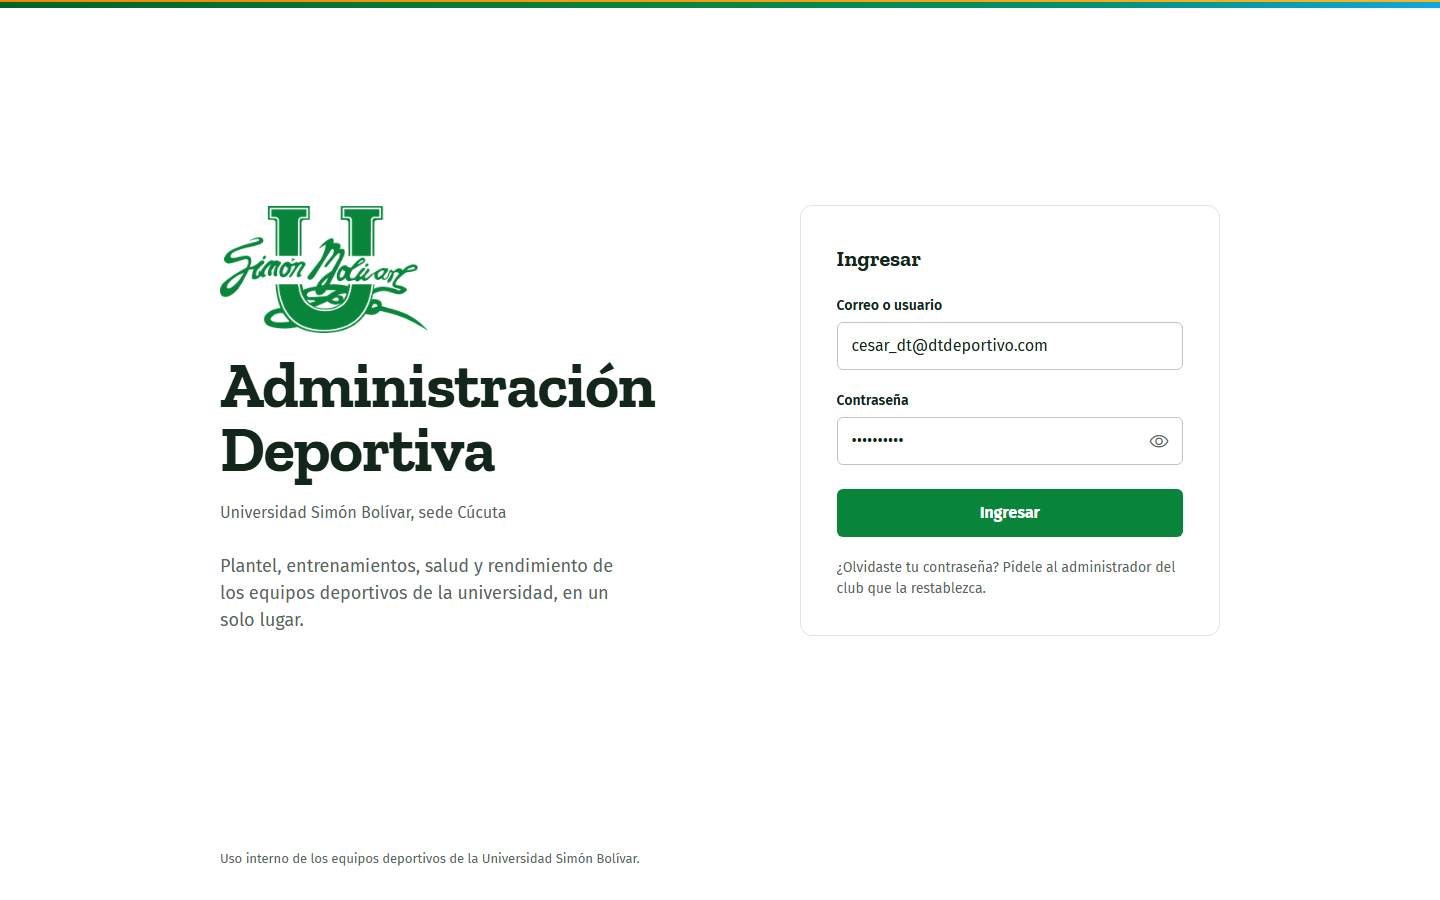 U
Simón Bolívar
Administración
Deportiva
Universidad Simón Bolívar, sede Cúcuta
Plantel, entrenamientos, salud y rendimiento de
los equipos deportivos de la universidad, en un
solo lugar.
Ingresar
Correo o usuario
cesar_dt@dtdeportivo.com
Contraseña
••••••••••
Ingresar
¿Olvidaste tu contraseña? Pídele al administrador del
club que la restablezca.
Uso interno de los equipos deportivos de la Universidad Simón Bolívar.